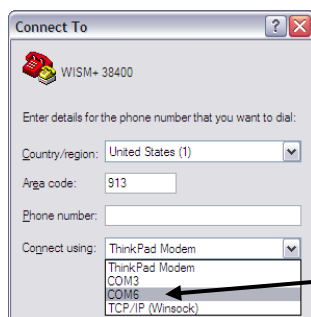 Connect To
WISM+ 38400
Enter details for the phone number that you want to dial:
Country/region: United States (1)
Area code: 913
Phone number:
Connect using: ThinkPad Modem
ThinkPad Modem
COM3
COM6
TCP/IP (Winsock)